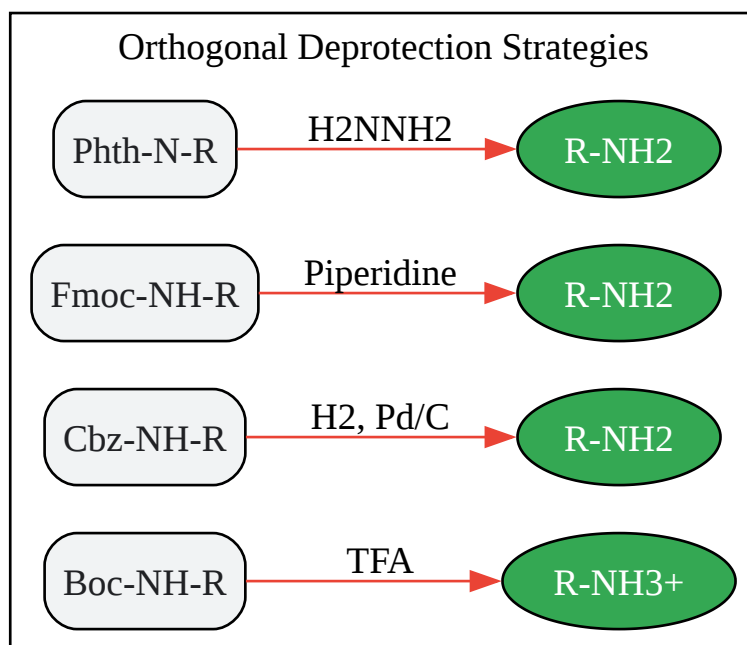 Orthogonal Deprotection Strategies
Phth-N-R H2NNH2 R-NH2
Fmoc-NH-R Piperidine R-NH2
Cbz-NH-R H2, Pd/C R-NH2
Boc-NH-R TFA R-NH3+